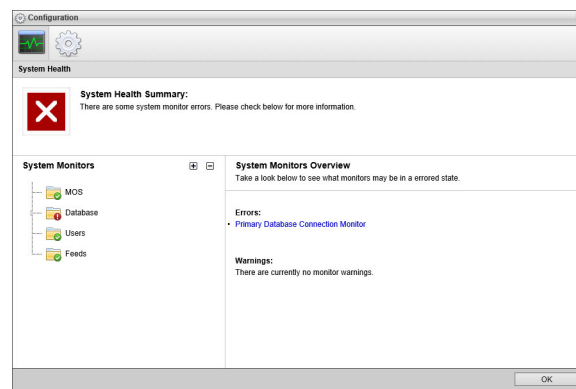 Configuration
System Health
System Health Summary:
There are some system monitor errors. Please check below for more information.
System Monitors
MOS
Database
Users
Feeds
System Monitors Overview
Take a look below to see what monitors may be in a errored state.
Errors:
• Primary Database Connection Monitor
Warnings:
There are currently no monitor warnings.
OK